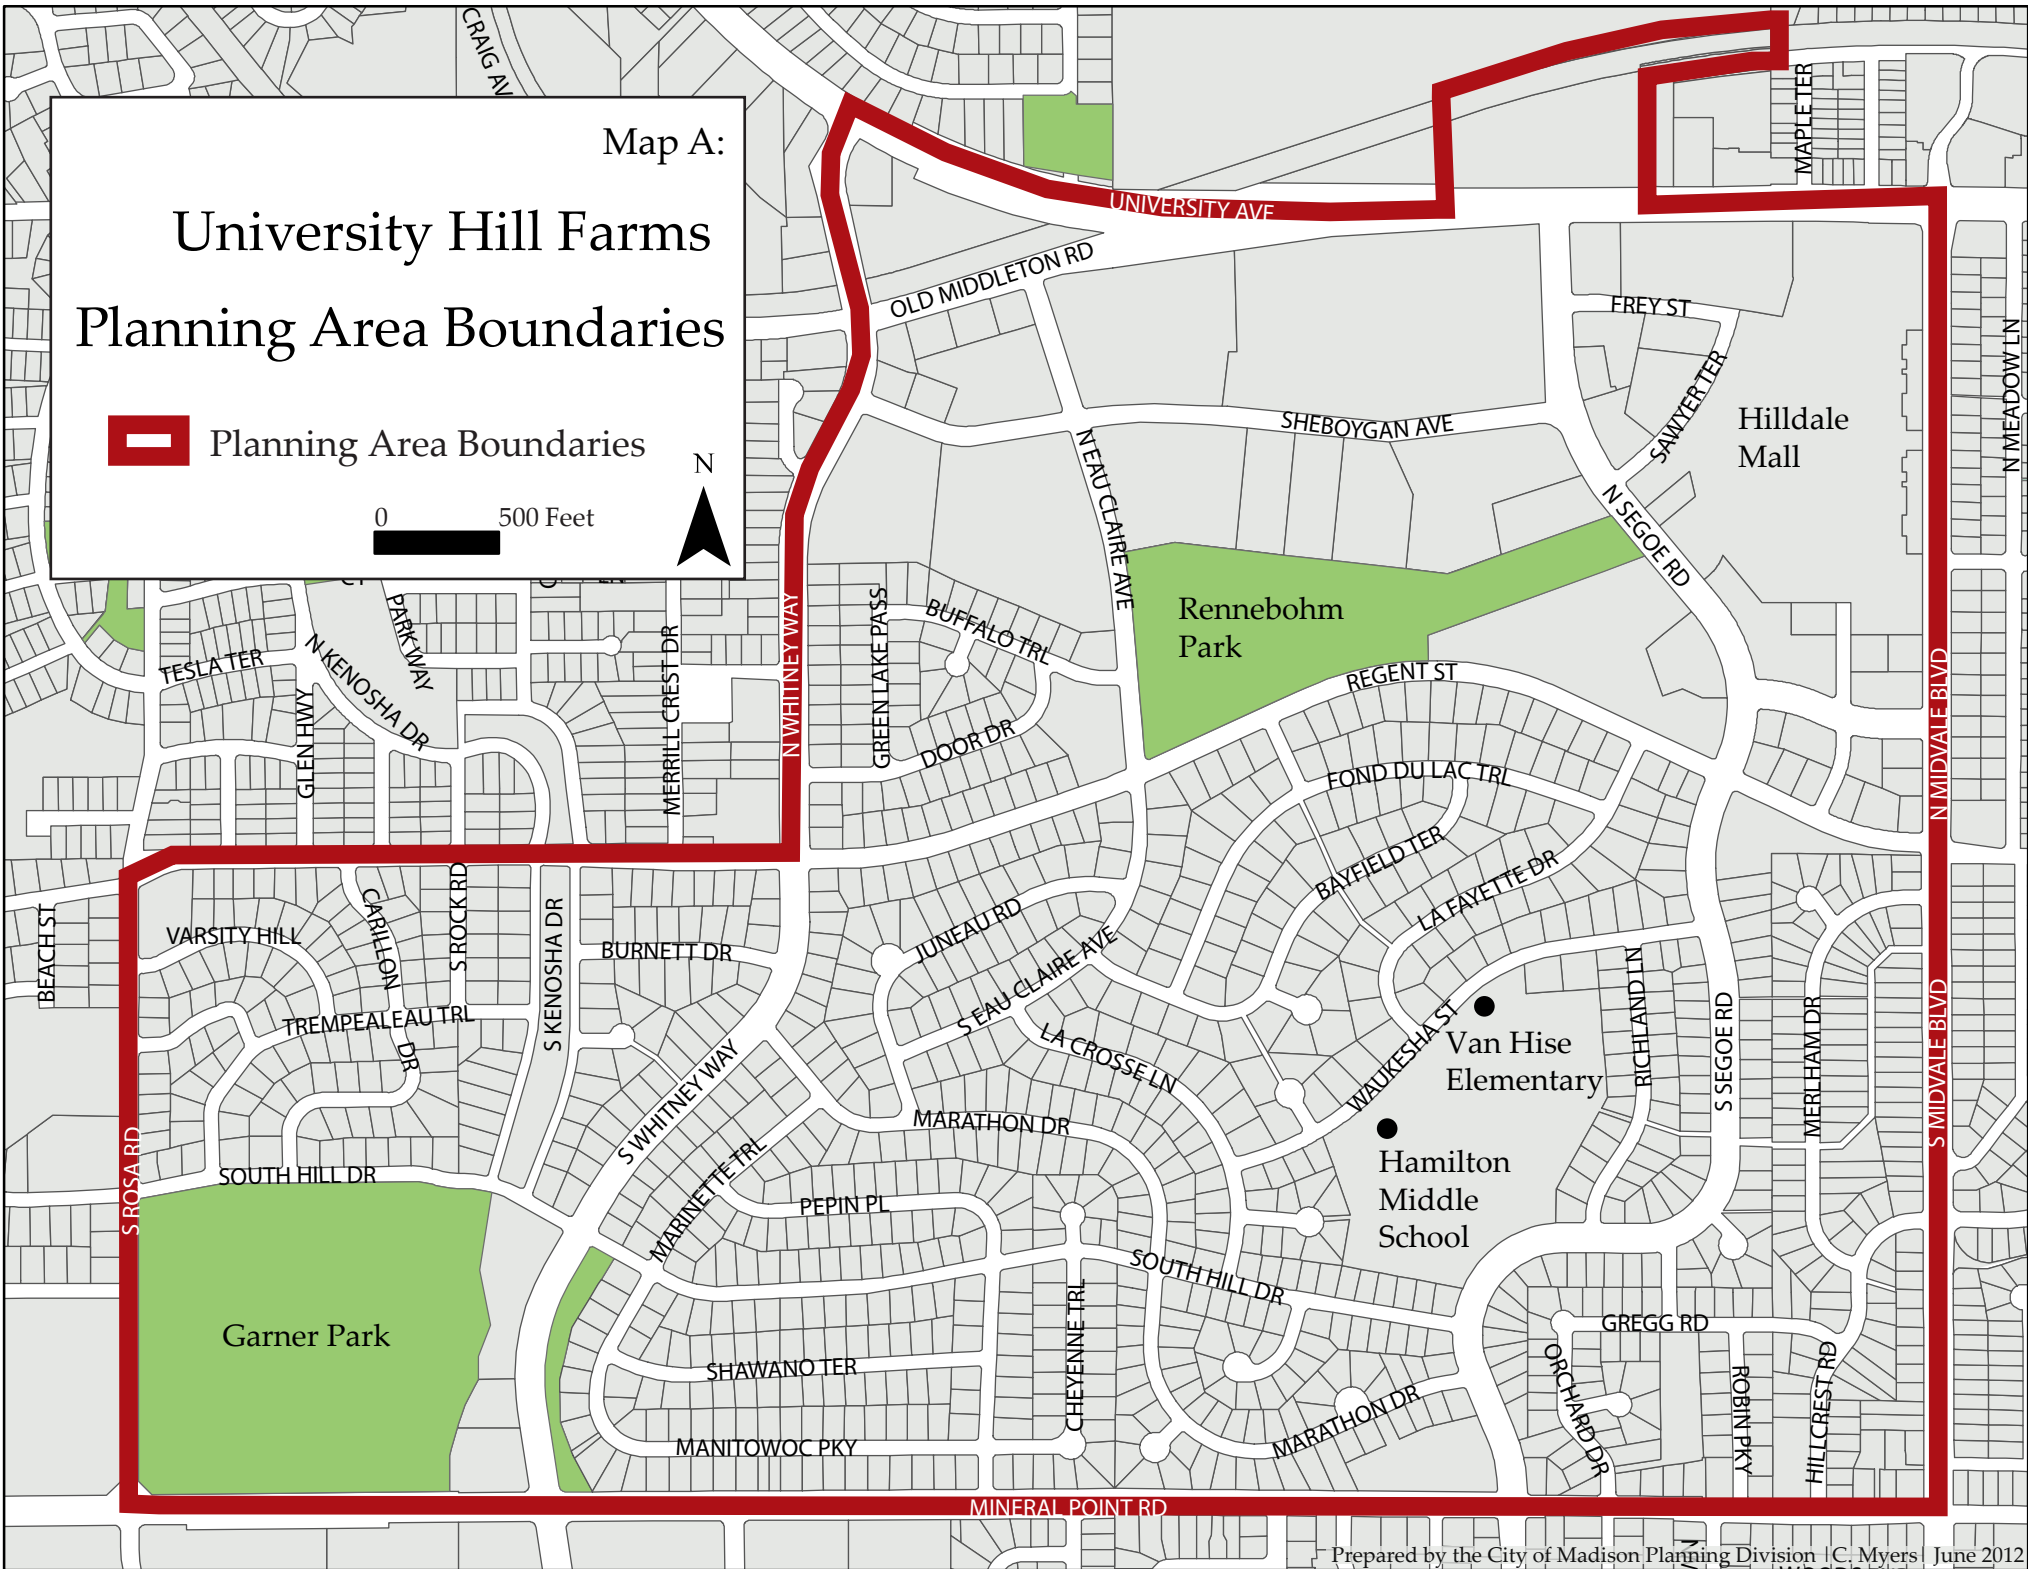 CRAIG AV
Map A:
University Hill Farms
Planning Area Boundaries
Planning Area Boundaries
N
0
500 Feet
MAPLE TER
UNIVERSITY AVE
OLD MIDDLETON RD
FREY ST
SAWYER TER
N MEADOW LN
SHEBOYGAN AVE
Hilldale
Mall
N EAU CLAIRE AVE
N SEGOE RD
CT
PARK WAY
Rennebohm
Park
GREEN LAKE PASS
BUFFALO TRL
N WHITNEY WAY
MERRILL CREST DR
TESLA TER
N KENOSHA DR
GLEN HWY
REGENT ST
N MIDVALE BLVD
DOOR DR
FOND DU LAC TRL
BAYFIELD TER
LA FAYETTE DR
BEACH ST
VARSITY HILL
CARILLON
DR
S ROCK RD
S KENOSHA DR
BURNETT DR
JUNEAU RD
S EAU CLAIRE AVE
TREMPEALEAU TRL
LA CROSSE LN
WAUKESHA ST
Van Hise
Elementary
RICHLAND LN
S SEGOE RD
MERLHAM DR
S MIDVALE BLVD
S WHITNEY WAY
MARATHON DR
Hamilton
Middle
School
S ROSA RD
SOUTH HILL DR
MARINETTE TRL
PEPIN PL
SOUTH HILL DR
Garner Park
CHEYENNE TRL
GREGG RD
SHAWANO TER
ORCHARD DR
ROBIN PKY
HILLCREST RD
MANITOWOC PKY
MARATHON DR
MINERAL POINT RD
Prepared by the City of Madison Planning Division | C. Myers | June 2012